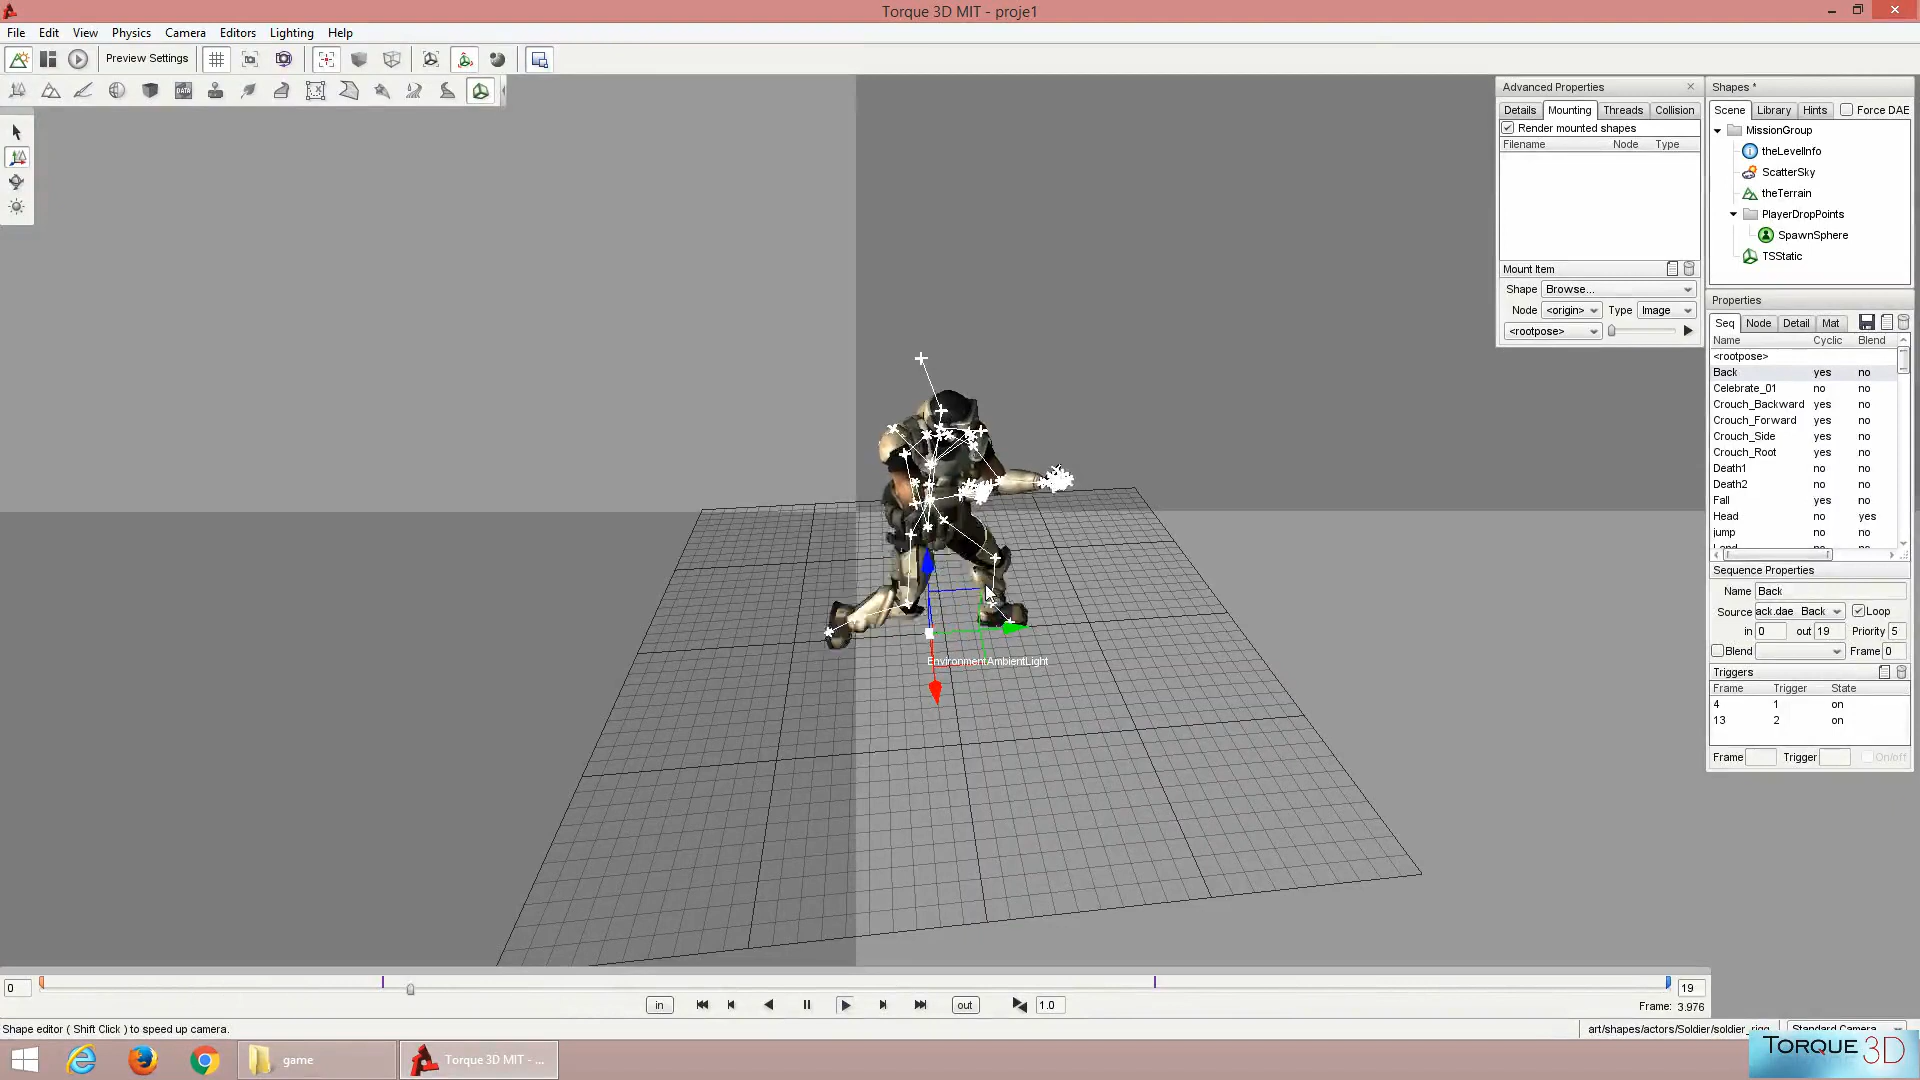 Torque 3D MIT - proje1
File Edit View Physics Camera Editors Lighting Help
Preview Settings
DATA
Advanced Properties
Details Mounting Threads Collision
Render mounted shapes
Filename Node Type
Mount Item
Shape Browse...
Node <origin> Type Image
<rootpose>
Shapes *
Scene Library Hints Force DAE
MissionGroup
theLevelInfo
ScatterSky
theTerrain
PlayerDropPoints
SpawnSphere
TSStatic
Properties
Seq Node Detail Mat
Name Cyclic Blend
<rootpose>
Back yes no
Celebrate_01 no no
Crouch_Backward yes no
Crouch_Forward yes no
Crouch_Side yes no
Crouch_Root yes no
Death1 no no
Death2 no no
Fall yes no
Head no yes
jump no no
Sequence Properties
Name Back
Source ack.dae Back Loop
in 0 out 19 Priority 5
Blend Frame 0
Triggers
Frame Trigger State
4 1 on
13 2 on
Frame Trigger On/off
EnvironmentAmbientLight
0
19
in out 1.0
Frame: 3.976
Shape editor ( Shift Click ) to speed up camera.
art/shapes/actors/Soldier/soldier_rigg
Standard Camera
game
Torque 3D MIT - ...
TORQUE 3D